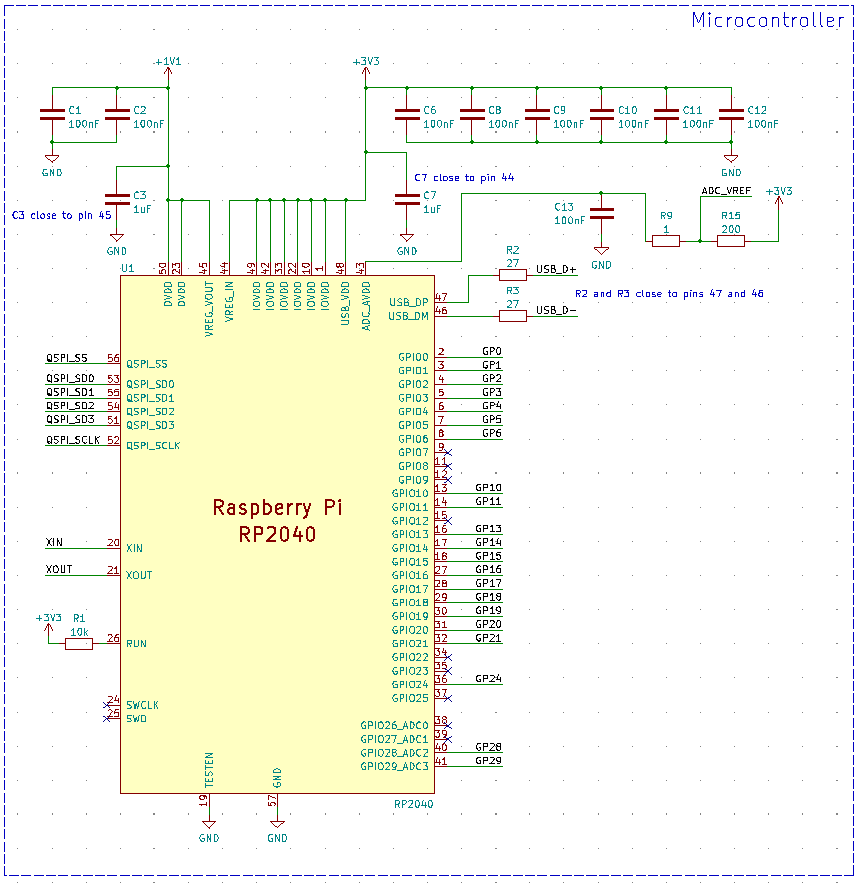 Microcontroller
+1V1
+3V3
C1
100nF
C2
100nF
C6
100nF
C8
100nF
C9
100nF
C10
100nF
C11
100nF
C12
100nF
GND
GND
C3
1uF
C3 close to pin 45
GND
C7 close to pin 44
C7
1uF
GND
C13
100nF
GND
R9
1
ADC_VREF
R15
200
+3V3
U1
50
23
45
44
49
42
33
22
10
1
48
43
DVDD
DVDD
VREG_VOUT
VREG_IN
IOVDD
IOVDD
IOVDD
IOVDD
IOVDD
IOVDD
USB_VDD
ADC_AVDD
R2
27
USB_D+
R3
27
USB_D-
R2 and R3 close to pins 47 and 46
USB_DP 47
USB_DM 46
QSPI_SS 56 QSPI_SS
QSPI_SD0 53 QSPI_SD0
QSPI_SD1 55 QSPI_SD1
QSPI_SD2 54 QSPI_SD2
QSPI_SD3 51 QSPI_SD3
QSPI_SCLK 52 QSPI_SCLK
GPIO0 2 GP0
GPIO1 3 GP1
GPIO2 4 GP2
GPIO3 5 GP3
GPIO4 6 GP4
GPIO5 7 GP5
GPIO6 8 GP6
GPIO7 9
GPIO8 11
GPIO9 12
GPIO10 13 GP10
GPIO11 14 GP11
GPIO12 15
GPIO13 16 GP13
GPIO14 17 GP14
GPIO15 18 GP15
GPIO16 27 GP16
GPIO17 28 GP17
GPIO18 29 GP18
GPIO19 30 GP19
GPIO20 31 GP20
GPIO21 32 GP21
GPIO22 34
GPIO23 35
GPIO24 36 GP24
GPIO25 37
GPIO26_ADC0 38
GPIO27_ADC1 39
GPIO28_ADC2 40 GP28
GPIO29_ADC3 41 GP29
Raspberry Pi
RP2040
XIN 20 XIN
XOUT 21 XOUT
+3V3
R1
10k
26 RUN
24 SWCLK
25 SWD
TESTEN
19
GND
GND
57
GND
RP2040